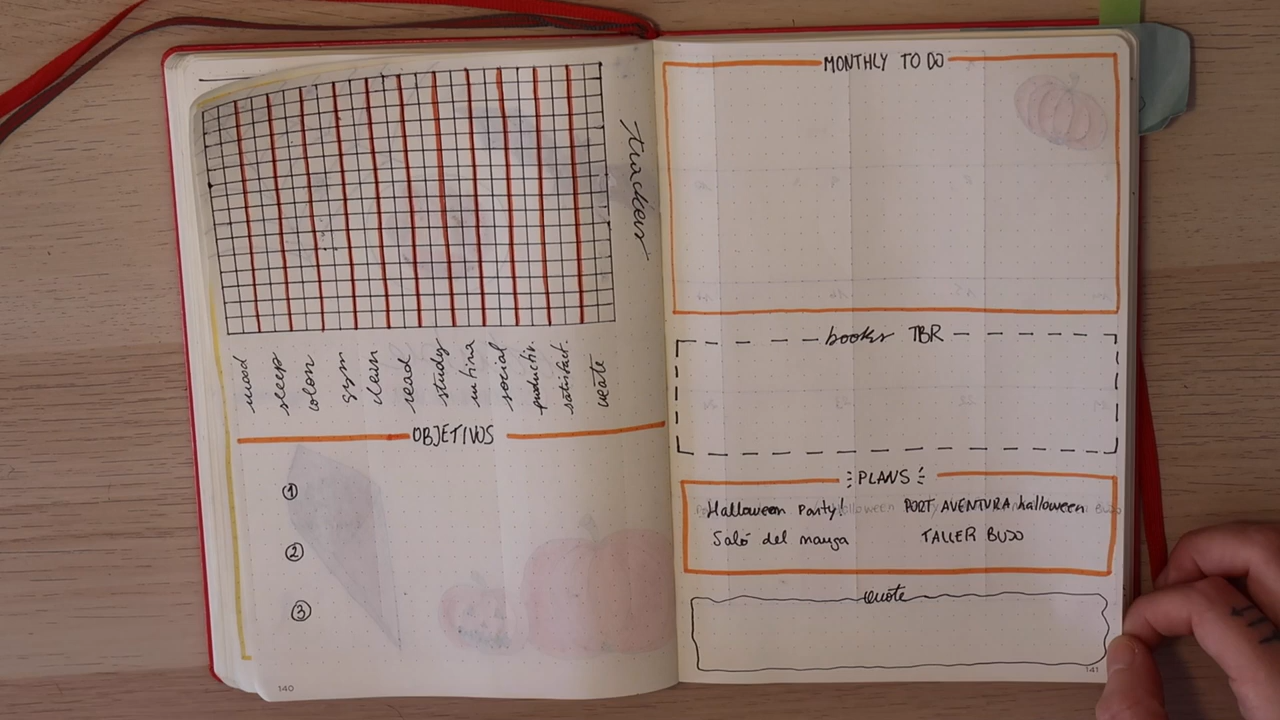 trackers
mood
sleep
colon
gym
clean
read
study
rutina
social
productiv.
satisfact.
create
OBJETIVOS
1
2
3
140
MONTHLY TO DO
books TBR
PLANS
Halloween Party! PORT AVENTURA halloween
Saló del manga TALLER BUJO
quote
141